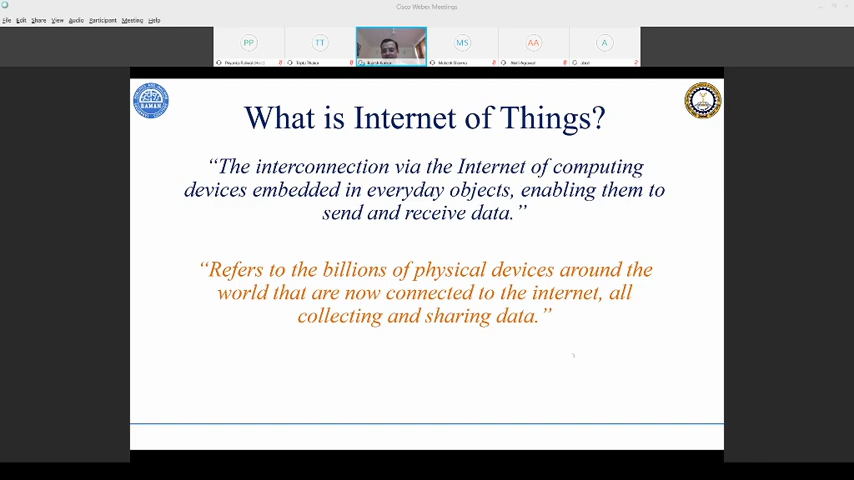 Cisco Webex Meetings
File Edit Share View Audio Participant Meeting Help
PP TT MS AA A
What is Internet of Things?
“The interconnection via the Internet of computing
devices embedded in everyday objects, enabling them to
send and receive data.”
“Refers to the billions of physical devices around the
world that are now connected to the internet, all
collecting and sharing data.”
RAMAN